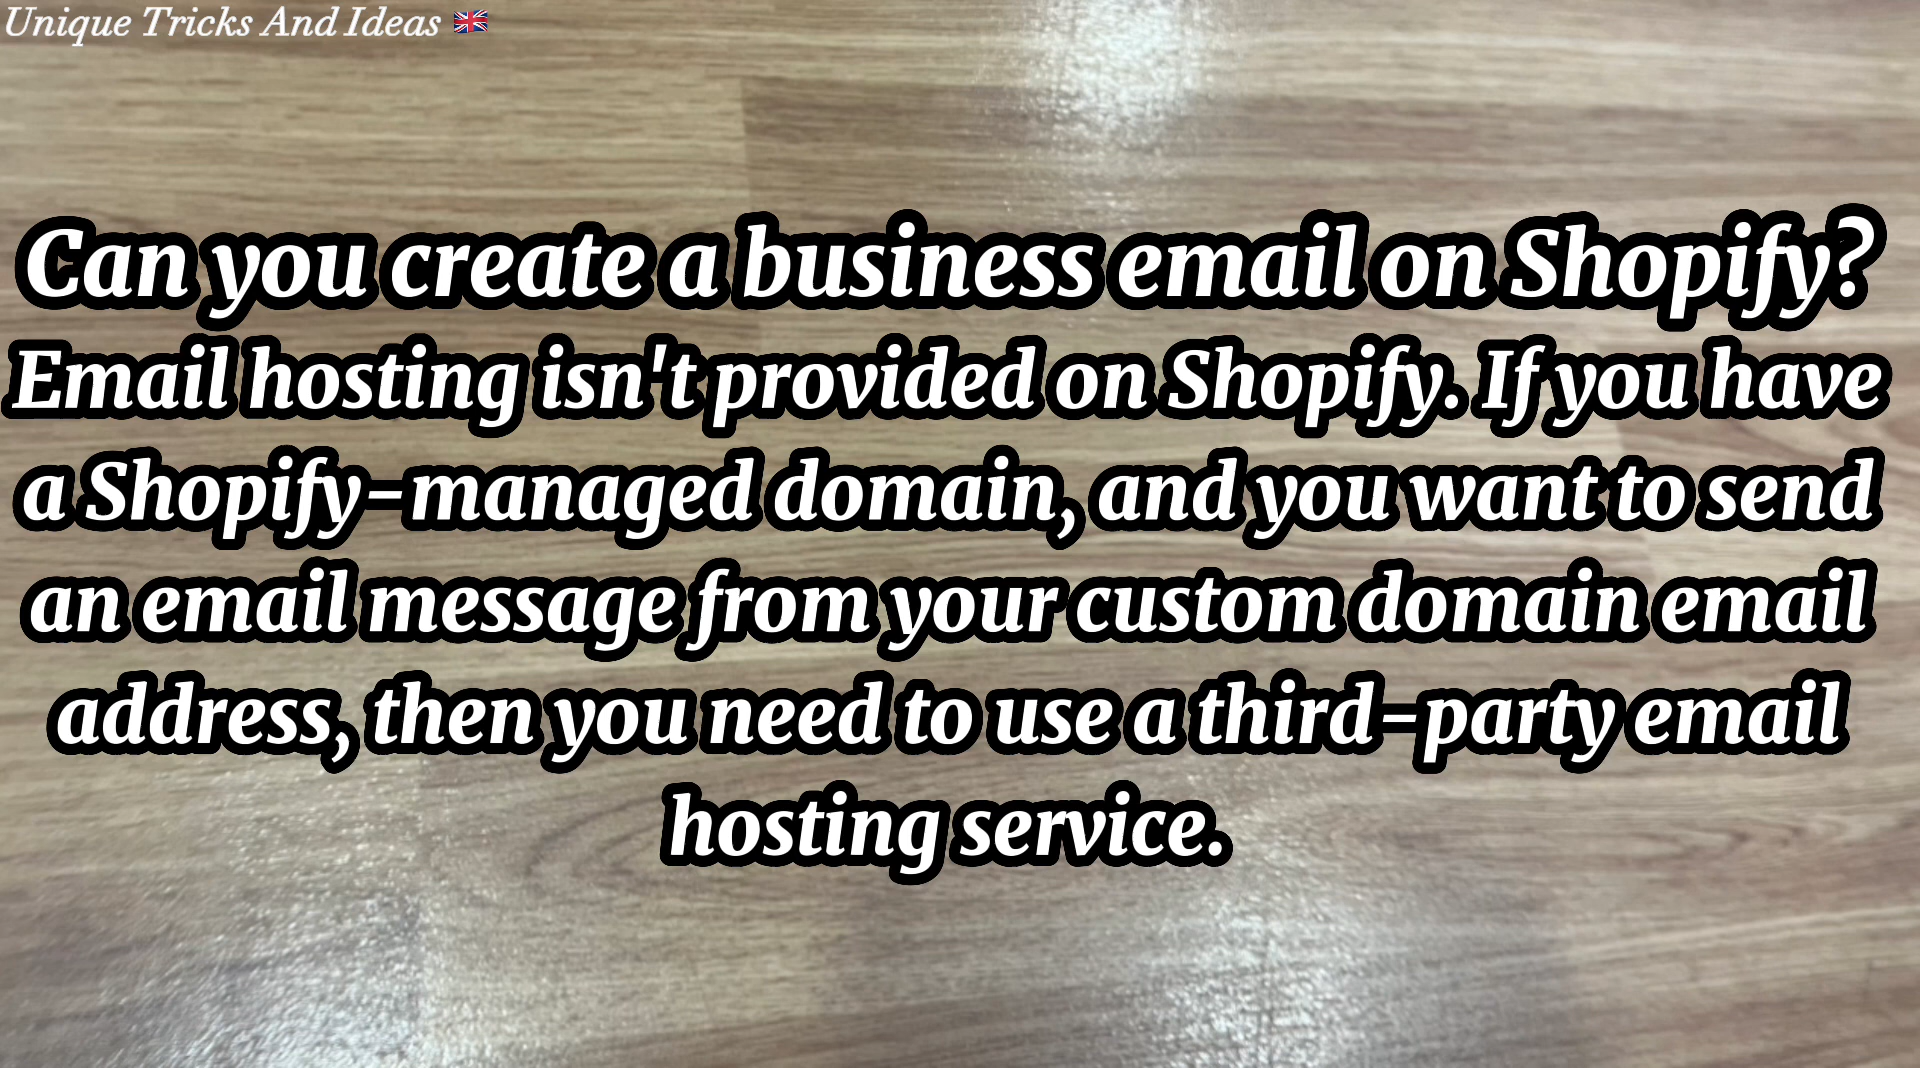 Unique Tricks And Ideas 🇬🇧
Can you create a business email on Shopify?
Email hosting isn't provided on Shopify. If you have
a Shopify-managed domain, and you want to send
an email message from your custom domain email
address, then you need to use a third-party email
hosting service.